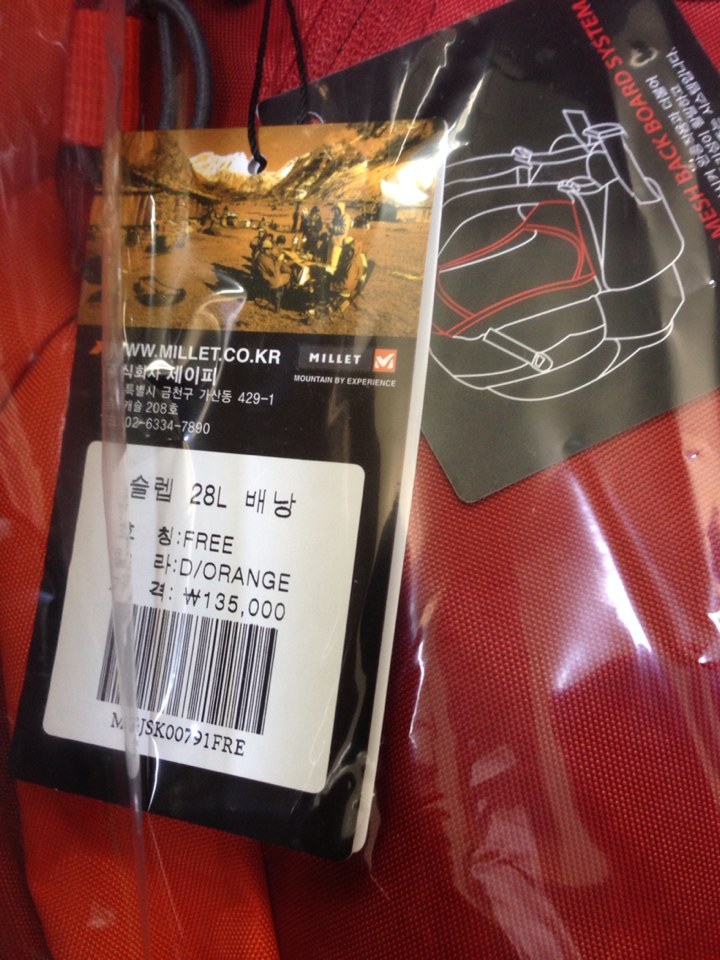 WWW.MILLET.CO.KR
MILLET
MOUNTAIN BY EXPERIENCE
제이피
금천구 가산동 429-1
208호
02-6334-7890
28L 배낭
칭:FREE
라:D/ORANGE
격: ₩135,000
JSK00791FRE
MESH BACK BOARD SYSTEM